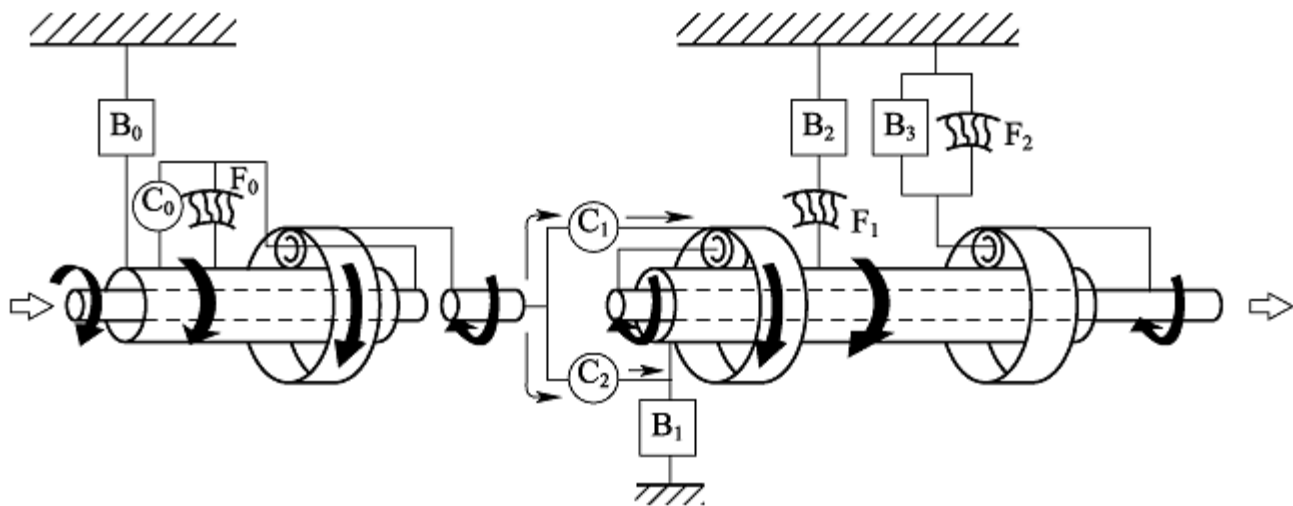 B₀
B₂
B₃
F₂
C₀
F₀
C₁
F₁
C₂
B₁